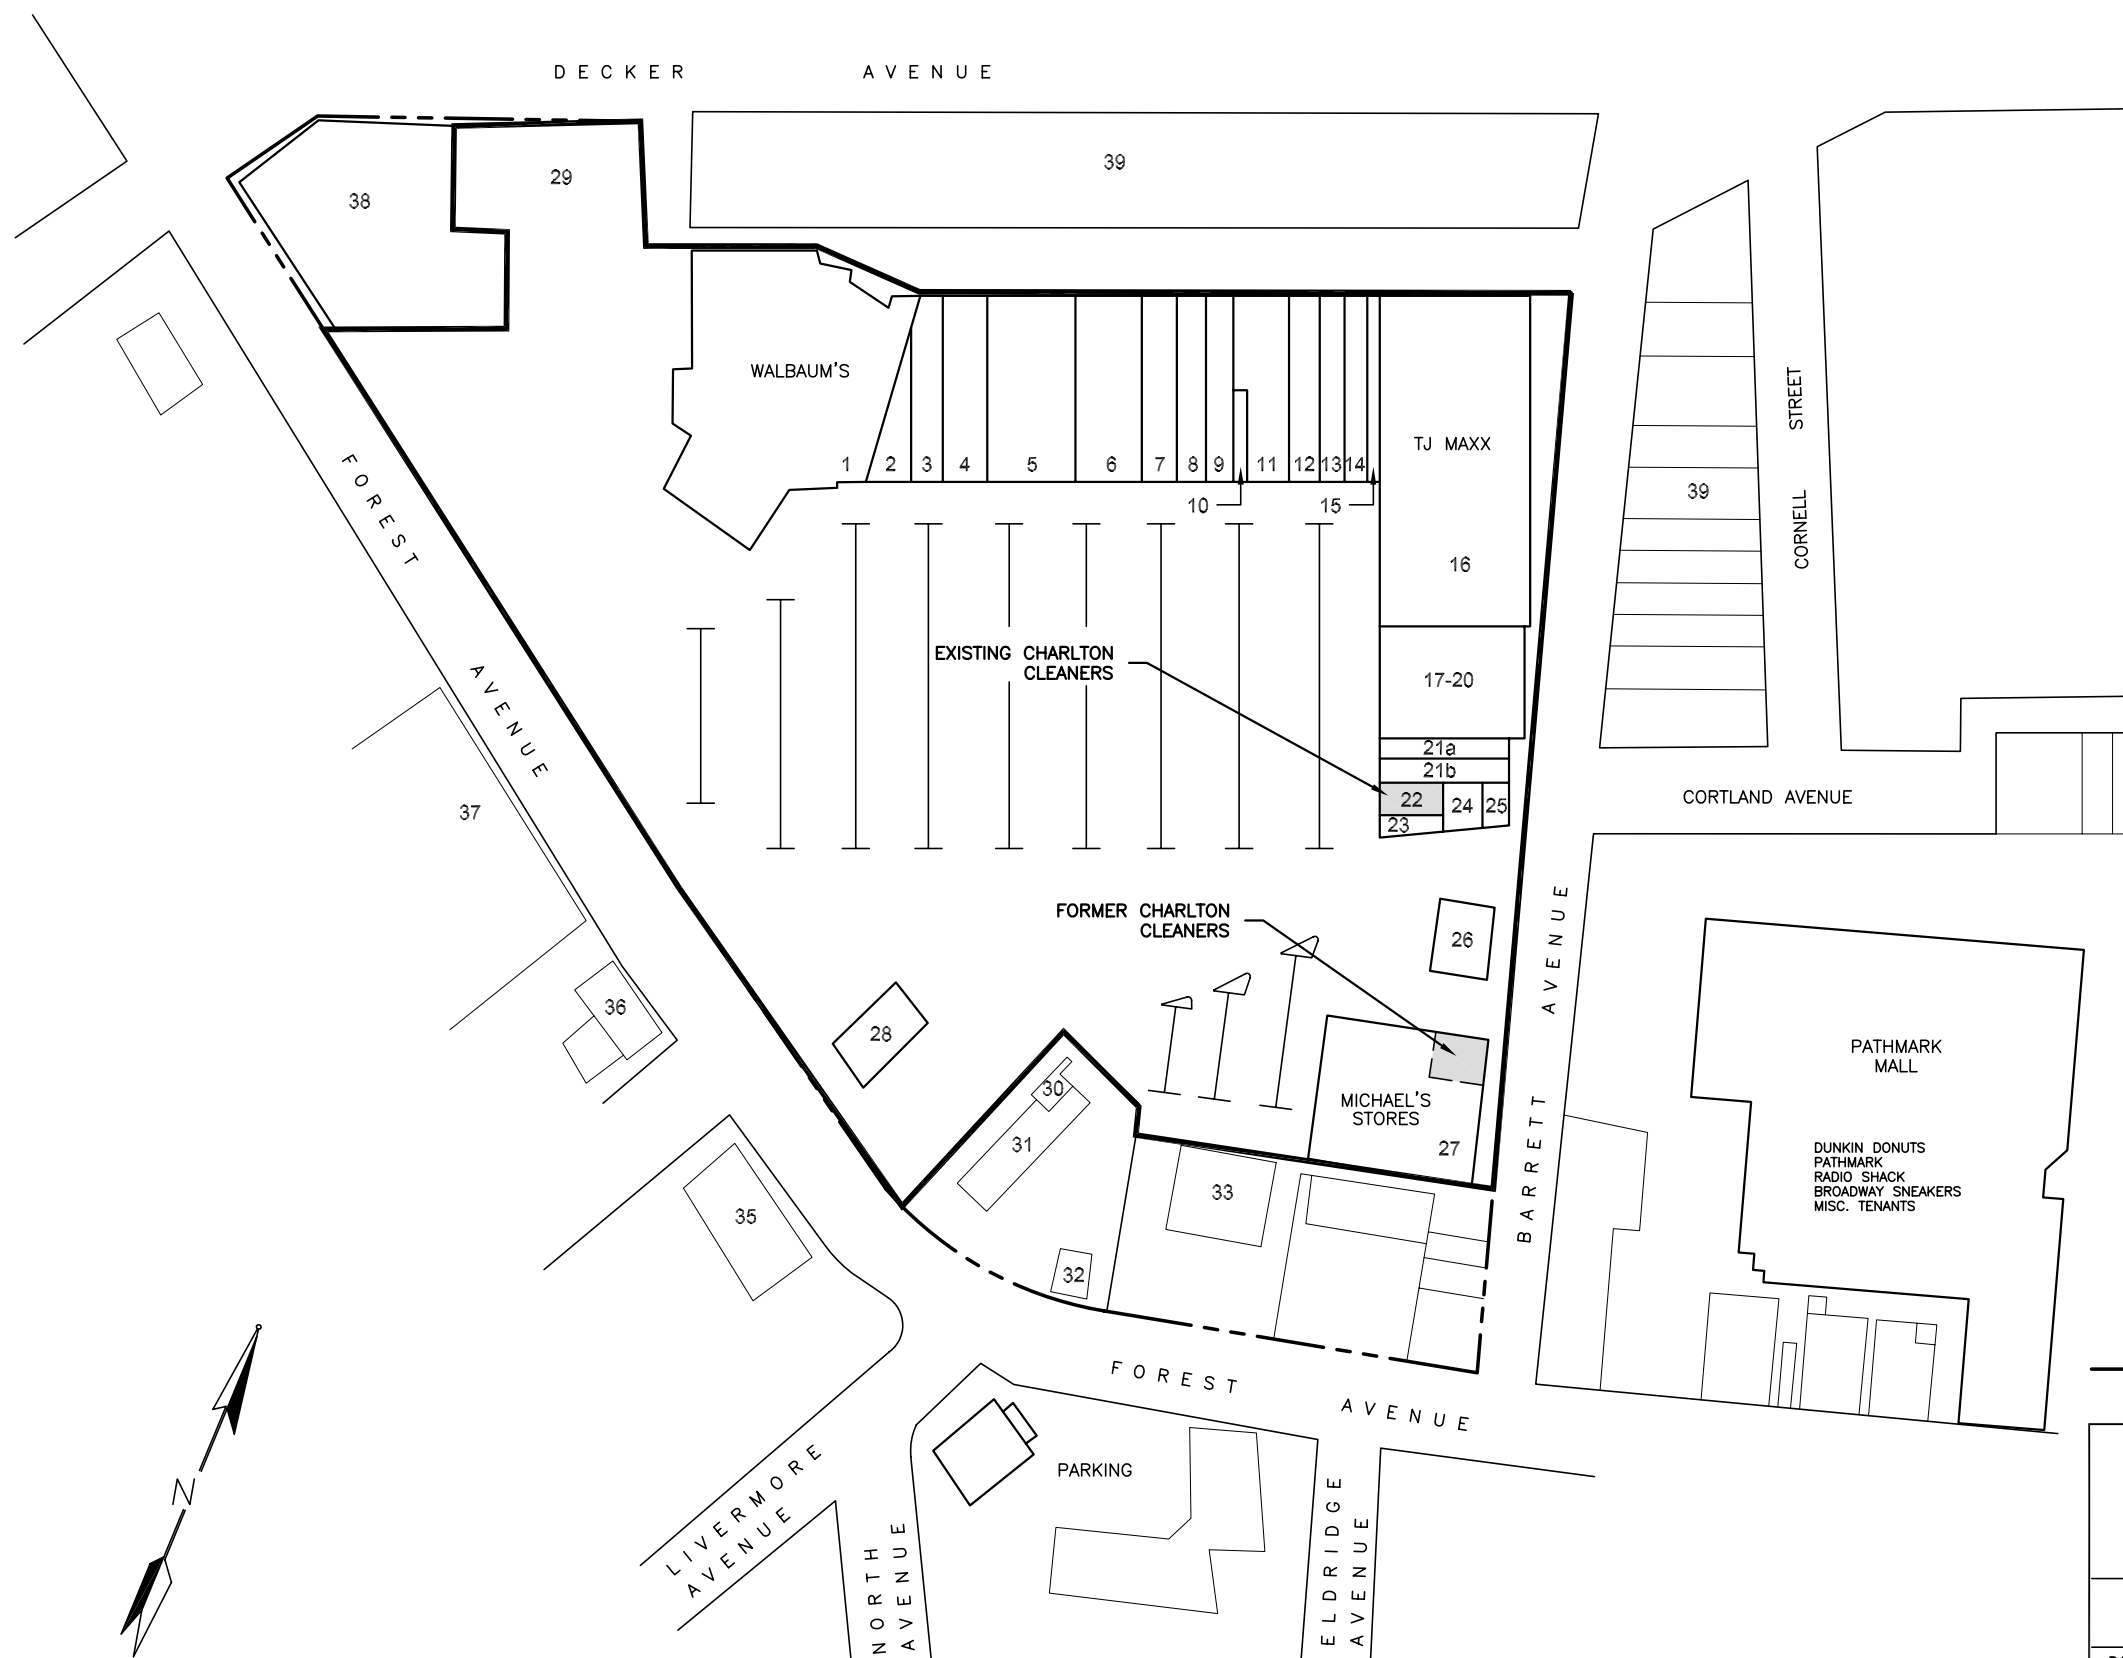 DECKER AVENUE
39
29
38
WALBAUM'S
TJ MAXX
1 2 3 4 5 6 7 8 9 11 12 13 14
10 15
16
39
CORNELL STREET
FOREST AVENUE
EXISTING CHARLTON
CLEANERS
17-20
21a
21b
22
24
25
23
CORTLAND AVENUE
37
FORMER CHARLTON
CLEANERS
26
BARRETT AVENUE
36
28
30
31
MICHAEL'S
STORES
27
PATHMARK
MALL
DUNKIN DONUTS
PATHMARK
RADIO SHACK
BROADWAY SNEAKERS
MISC. TENANTS
33
35
32
FOREST AVENUE
PARKING
LIVERMORE
AVENUE
NORTH
AVENUE
ELDRIDGE
AVENUE
N